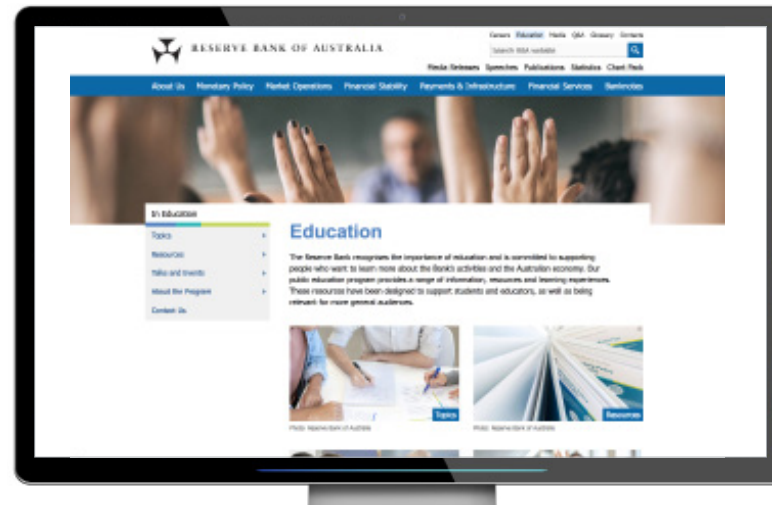 Careers Education Media Q&A Glossary Contacts
RESERVE BANK OF AUSTRALIA
Search RBA website
Media Releases Speeches Publications Statistics Chart Pack
About Us Monetary Policy Market Operations Financial Stability Payments & Infrastructure Financial Services Banknotes
In Education
Topics
Resources
Talks and Events
About the Program
Contact Us
Education
The Reserve Bank recognises the importance of education and is committed to supporting
people who want to learn more about the Bank's activities and the Australian economy. Our
public education program provides a range of information, resources and learning experiences.
These resources have been designed to support students and educators, as well as being
relevant for more general audiences.
Topics
Resources
Photo: Reserve Bank of Australia
Photo: Reserve Bank of Australia